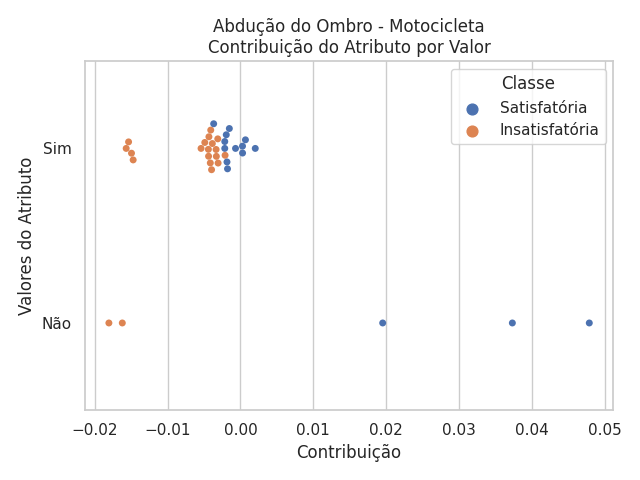 Abdução do Ombro - Motocicleta
Contribuição do Atributo por Valor
Classe
Satisfatória
Insatisfatória
Valores do Atributo
Sim
Não
−0.02 −0.01 0.00 0.01 0.02 0.03 0.04 0.05
Contribuição